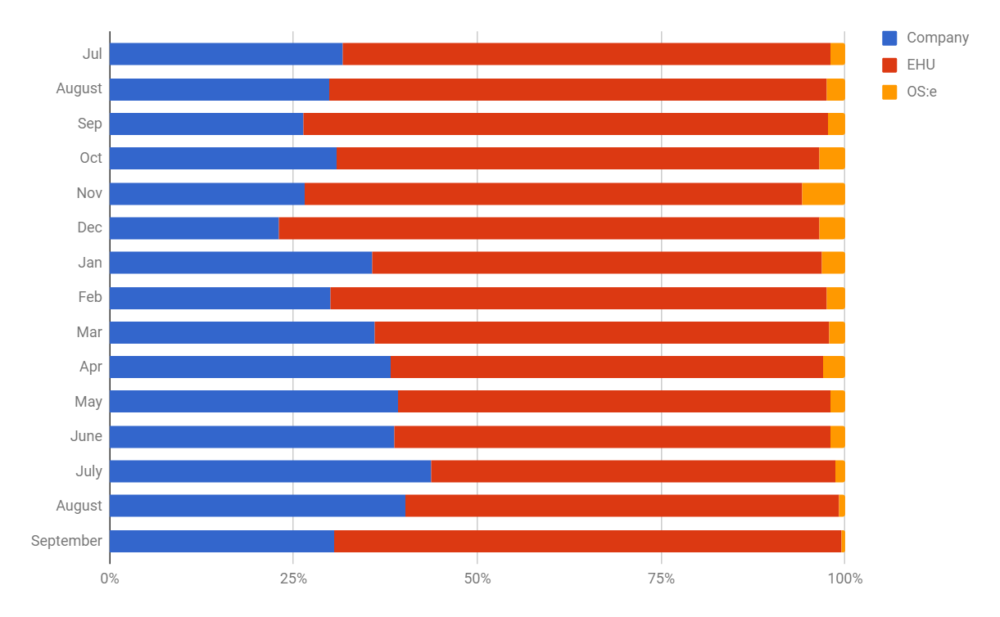 Company
EHU
OS:e
Jul
August
Sep
Oct
Nov
Dec
Jan
Feb
Mar
Apr
May
June
July
August
September
0% 25% 50% 75% 100%